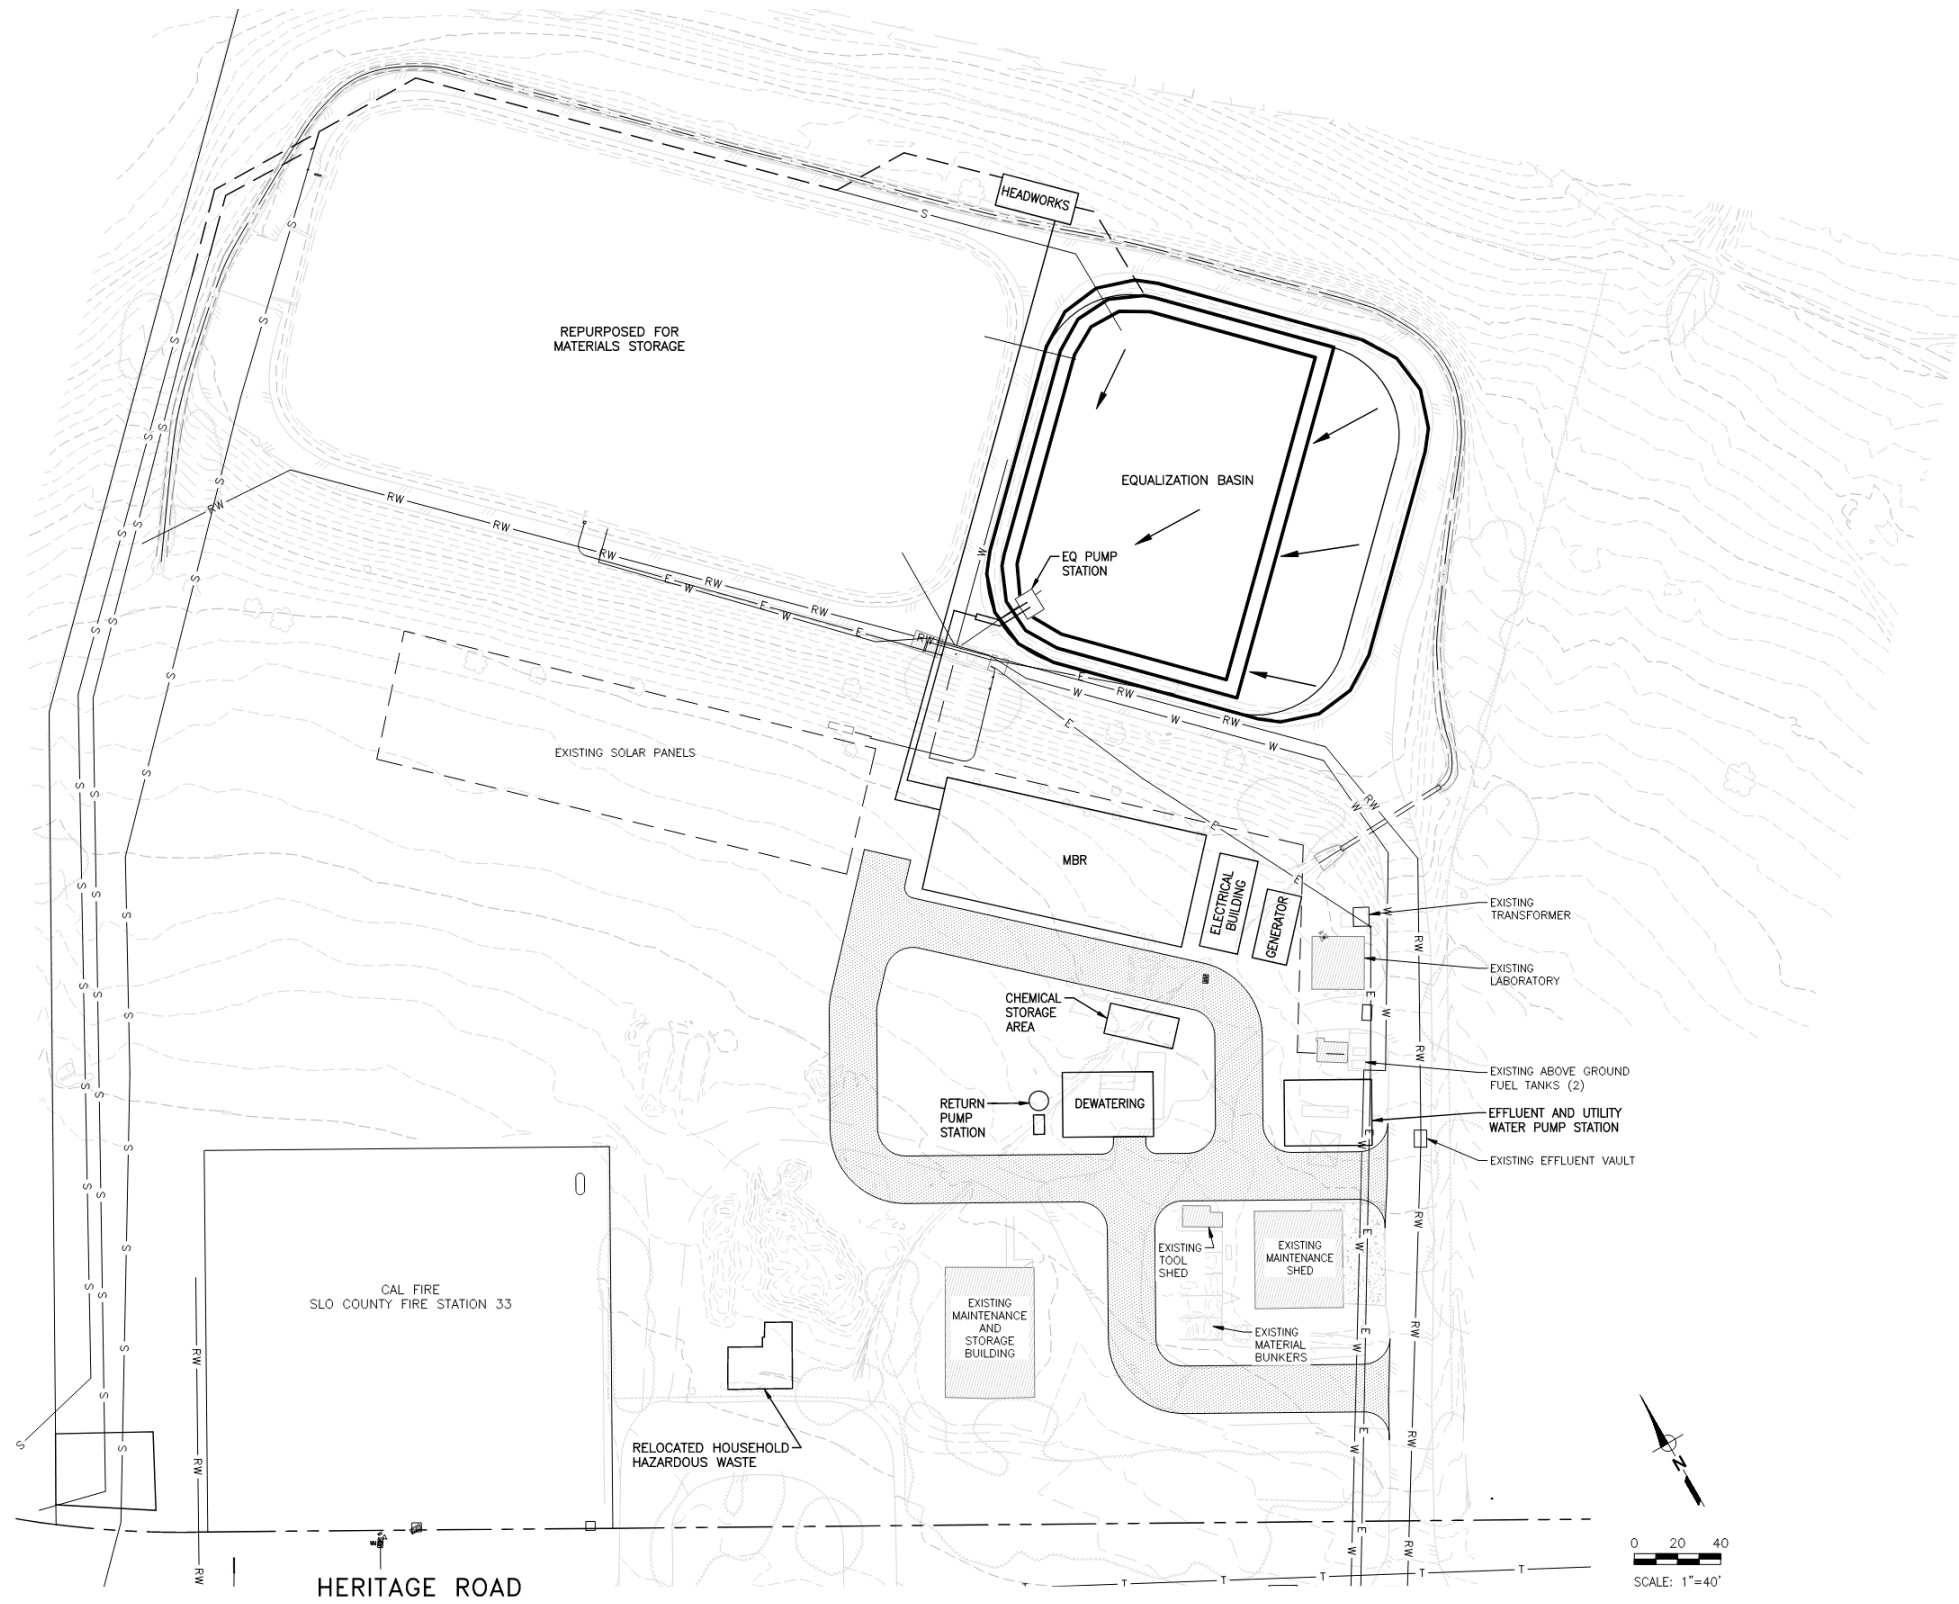 HEADWORKS
REPURPOSED FOR
MATERIALS STORAGE
EQUALIZATION BASIN
EQ PUMP
STATION
EXISTING SOLAR PANELS
MBR
ELECTRICAL
BUILDING
GENERATOR
EXISTING
TRANSFORMER
EXISTING
LABORATORY
CHEMICAL
STORAGE
AREA
EXISTING ABOVE GROUND
FUEL TANKS (2)
RETURN
PUMP
STATION
DEWATERING
EFFLUENT AND UTILITY
WATER PUMP STATION
EXISTING EFFLUENT VAULT
EXISTING
TOOL
SHED
EXISTING
MAINTENANCE
SHED
CAL FIRE
SLO COUNTY FIRE STATION 33
EXISTING
MAINTENANCE
AND
STORAGE
BUILDING
EXISTING
MATERIAL
BUNKERS
RELOCATED HOUSEHOLD
HAZARDOUS WASTE
N
0 20 40
SCALE: 1"=40'
HERITAGE ROAD
S
RW
E
W
T